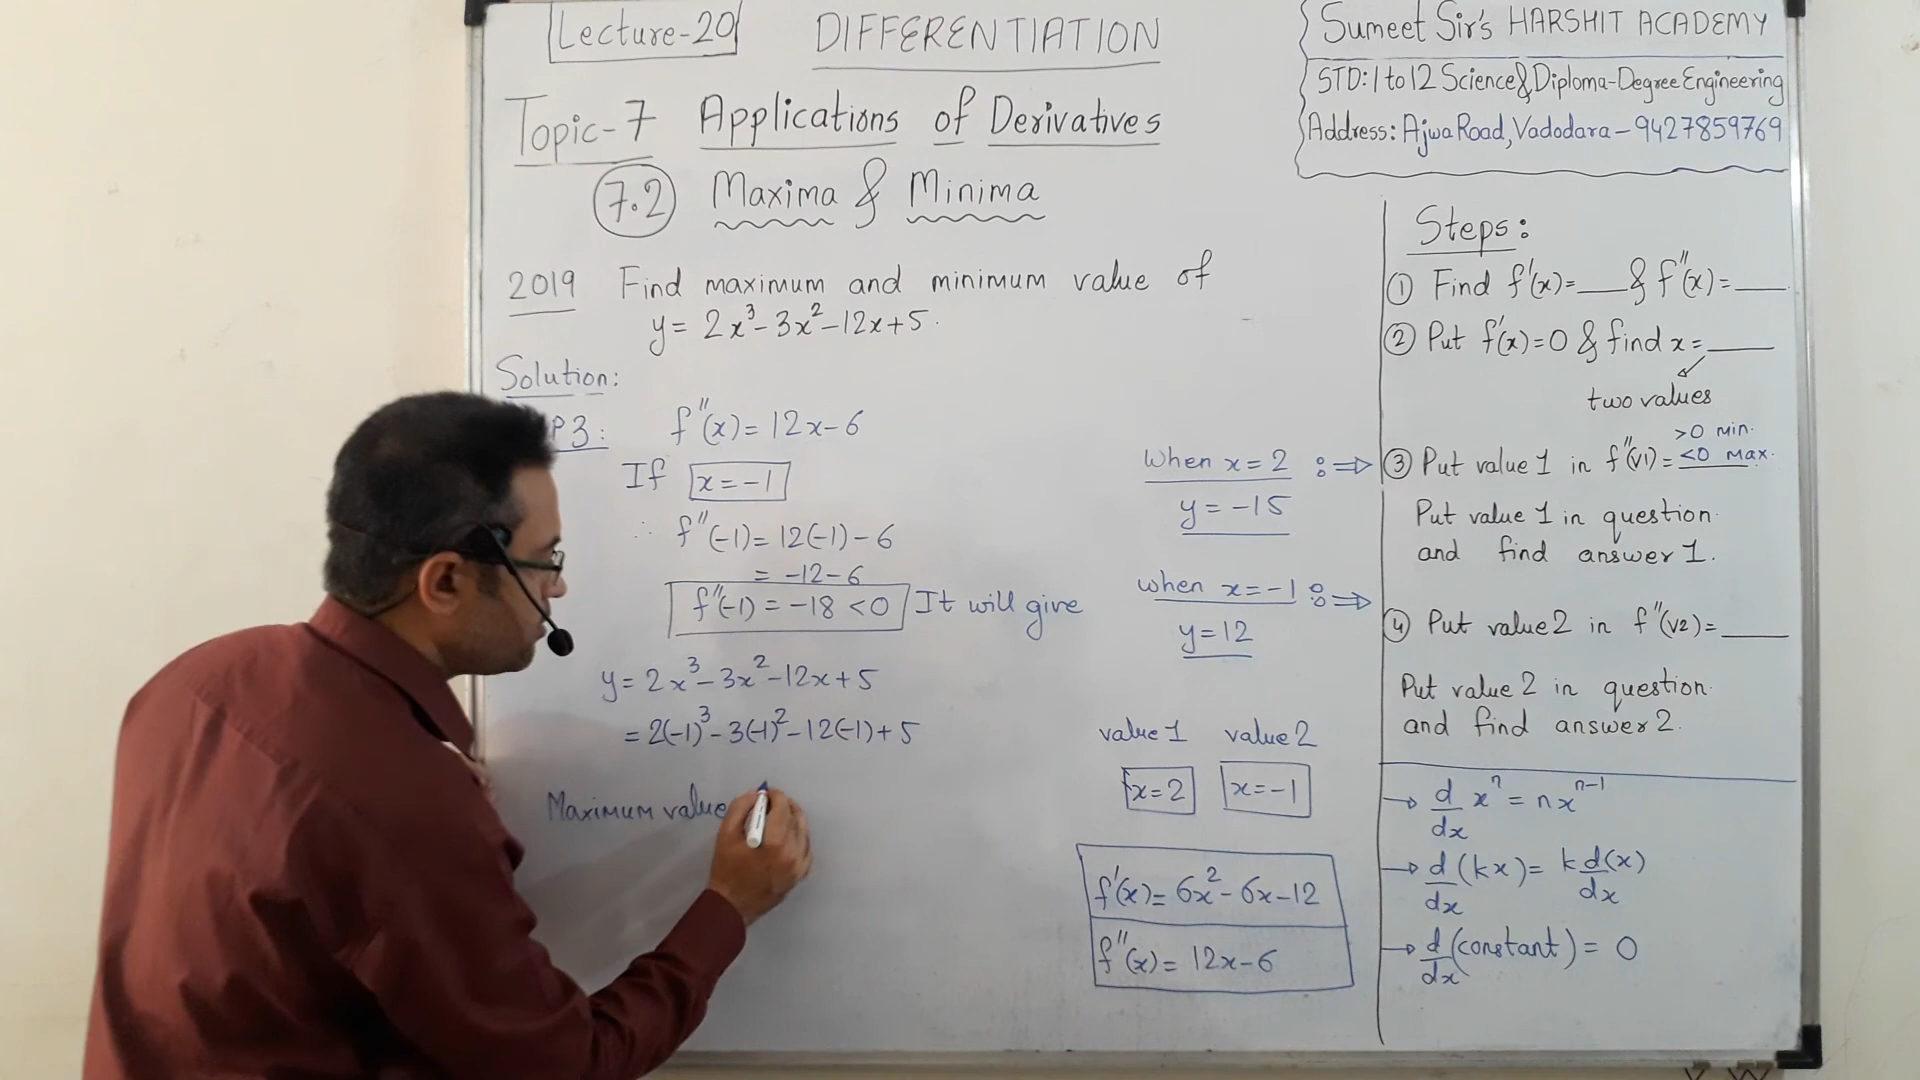 Lecture-20 DIFFERENTIATION
Topic-7 Applications of Derivatives
7.2 Maxima & Minima
Sumeet Sir's HARSHIT ACADEMY
STD: 1 to 12 Science & Diploma-Degree Engineering
Address: Ajwa Road, Vadodara - 9427859769
2019 Find maximum and minimum value of
y = 2x³-3x²-12x+5.
Solution:
P3: f''(x) = 12x-6
If x = -1
∴ f''(-1) = 12(-1)-6
= -12-6
f''(-1) = -18 <0 It will give
y = 2x³-3x²-12x+5
= 2(-1)³-3(-1)²-12(-1)+5
Maximum value
When x = 2 :⇒
y = -15
when x = -1 :⇒
y = 12
value 1 value 2
x=2 x=-1
f'(x) = 6x²-6x-12
f''(x) = 12x-6
Steps:
① Find f'(x)=___ & f''(x)=___
② Put f'(x)=0 & find x=___
two values
>0 min.
③ Put value 1 in f''(v1) = <0 max.
Put value 1 in question
and find answer 1.
④ Put value 2 in f''(v2)=___
Put value 2 in question
and find answer 2.
→ d/dx xⁿ = nxⁿ⁻¹
→ d/dx (kx) = k d(x)/dx
→ d/dx (constant) = 0